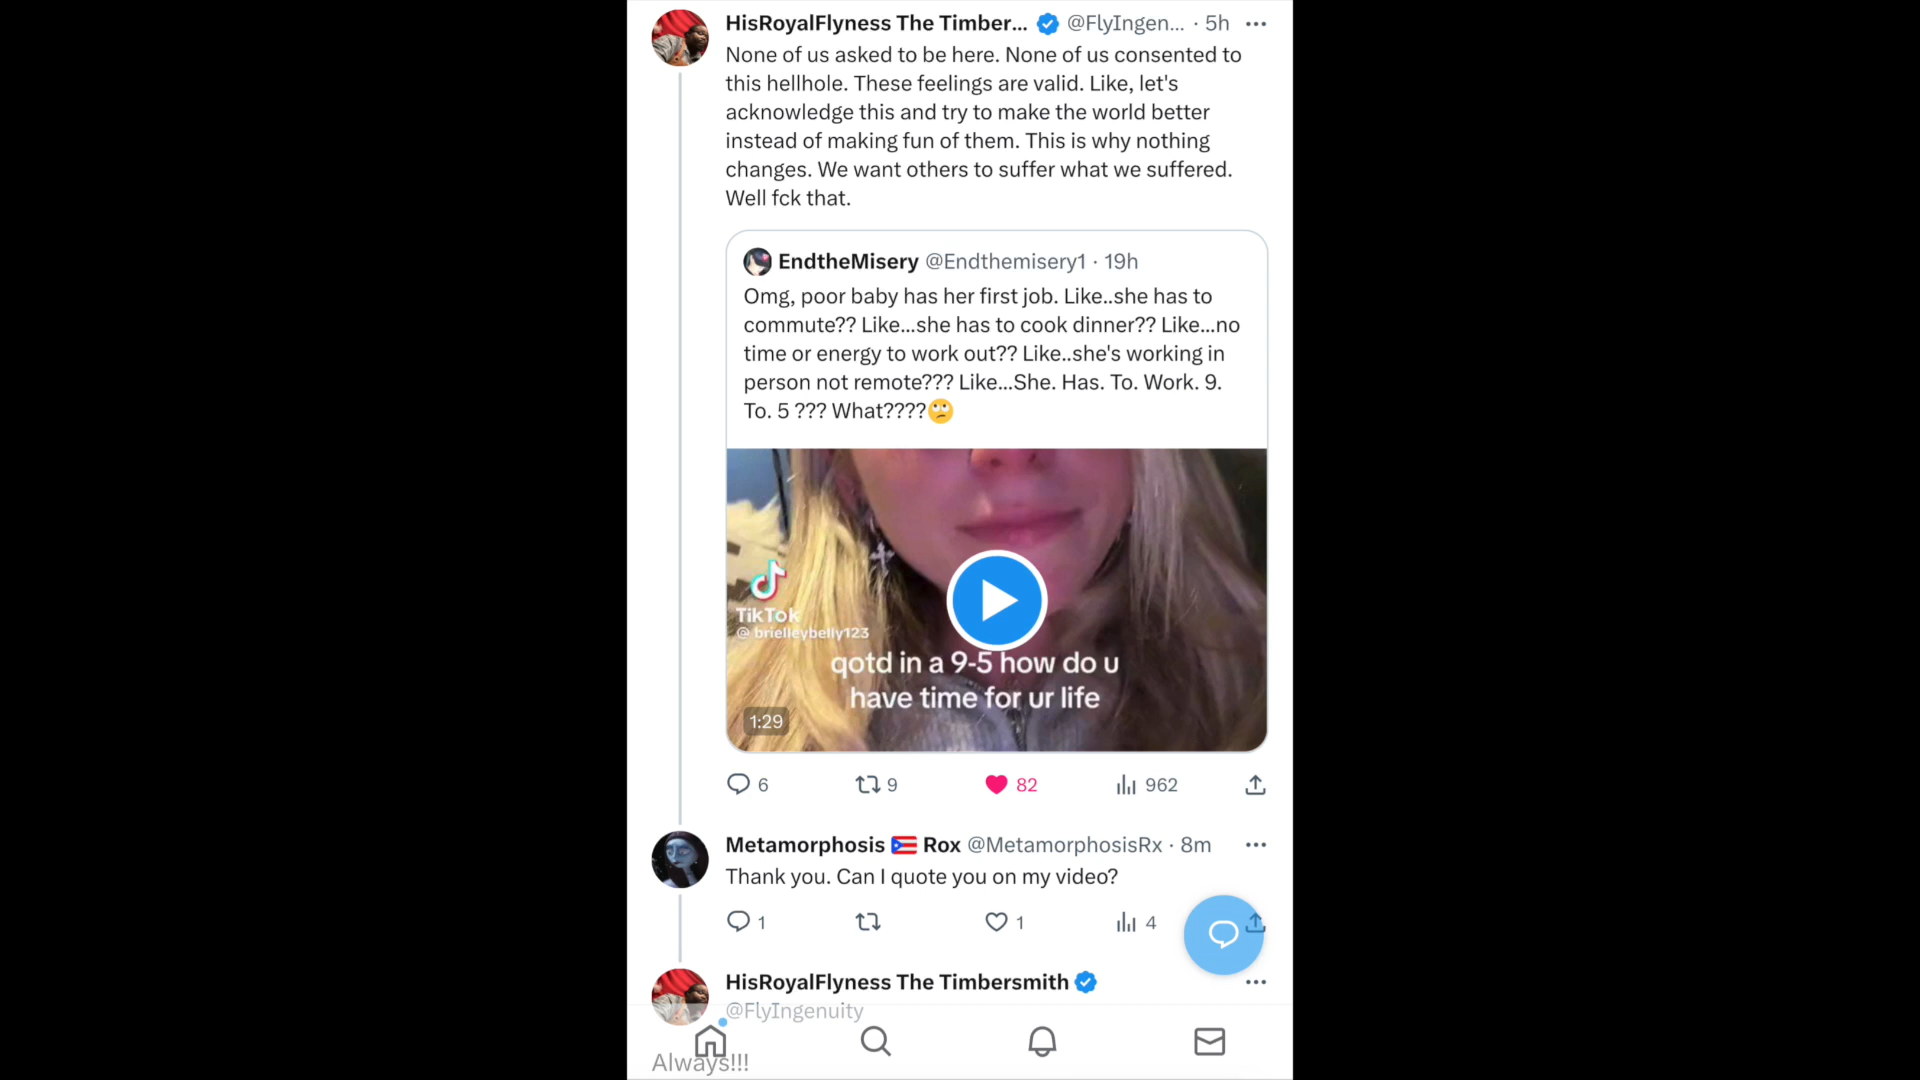 HisRoyalFlyness The Timber... @FlyIngen... · 5h
None of us asked to be here. None of us consented to
this hellhole. These feelings are valid. Like, let's
acknowledge this and try to make the world better
instead of making fun of them. This is why nothing
changes. We want others to suffer what we suffered.
Well fck that.
EndtheMisery @Endthemisery1 · 19h
Omg, poor baby has her first job. Like..she has to
commute?? Like...she has to cook dinner?? Like...no
time or energy to work out?? Like..she's working in
person not remote??? Like...She. Has. To. Work. 9.
To. 5 ??? What????🙄
TikTok
@ brielleybelly123
qotd in a 9-5 how do u
have time for ur life
1:29
6 9 82 962
Metamorphosis 🇵🇷 Rox @MetamorphosisRx · 8m
Thank you. Can I quote you on my video?
1 1 4
HisRoyalFlyness The Timbersmith
@FlyIngenuity
Always!!!